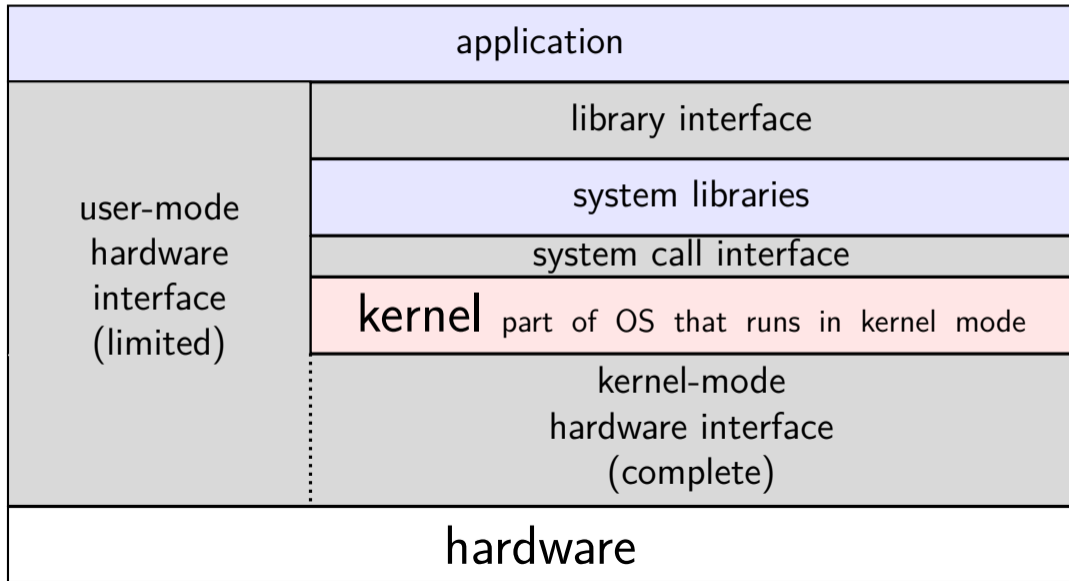 application
library interface
system libraries
system call interface
user-mode
hardware
interface
(limited)
kernel part of OS that runs in kernel mode
kernel-mode
hardware interface
(complete)
hardware